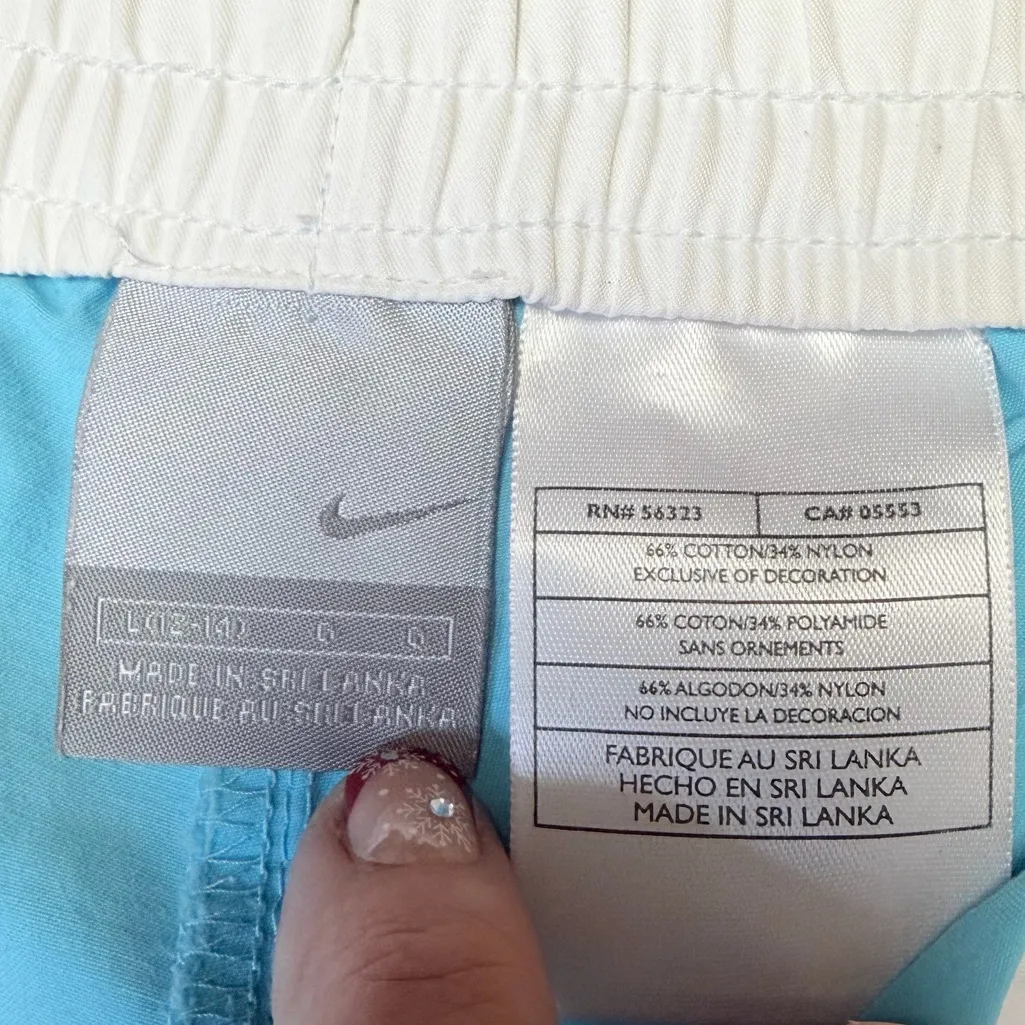 L(12-14) G G
MADE IN SRI LANKA
FABRIQUE AU SRI LANKA
RN# 56323 CA# 05553
66% COTTON/34% NYLON
EXCLUSIVE OF DECORATION
66% COTON/34% POLYAMIDE
SANS ORNEMENTS
66% ALGODON/34% NYLON
NO INCLUYE LA DECORACION
FABRIQUE AU SRI LANKA
HECHO EN SRI LANKA
MADE IN SRI LANKA